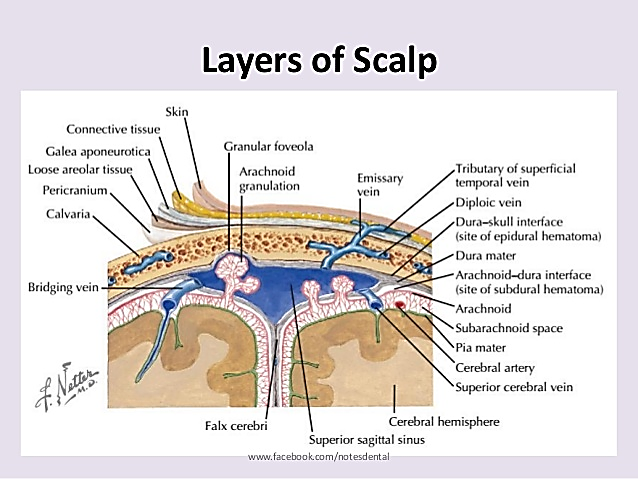 Layers of Scalp
Skin
Connective tissue
Galea aponeurotica
Loose areolar tissue
Pericranium
Calvaria
Bridging vein
Granular foveola
Arachnoid
granulation
Emissary
vein
Tributary of superficial
temporal vein
Diploic vein
Dura–skull interface
(site of epidural hematoma)
Dura mater
Arachnoid–dura interface
(site of subdural hematoma)
Arachnoid
Subarachnoid space
Pia mater
Cerebral artery
Superior cerebral vein
F. Netter
M.D.
Falx cerebri
Superior sagittal sinus
Cerebral hemisphere
www.facebook.com/notesdental